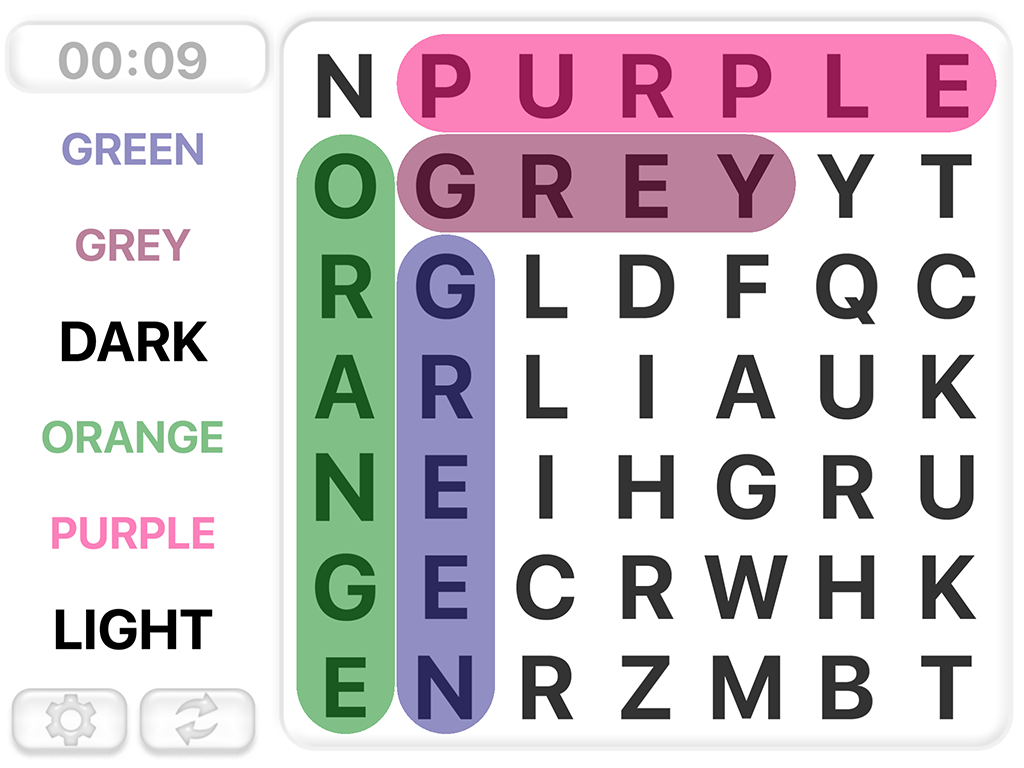 00:09
GREEN
GREY
DARK
ORANGE
PURPLE
LIGHT
N P U R P L E
O G R E Y Y T
R G L D F Q C
A R L I A U K
N E I H G R U
G E C R W H K
E N R Z M B T